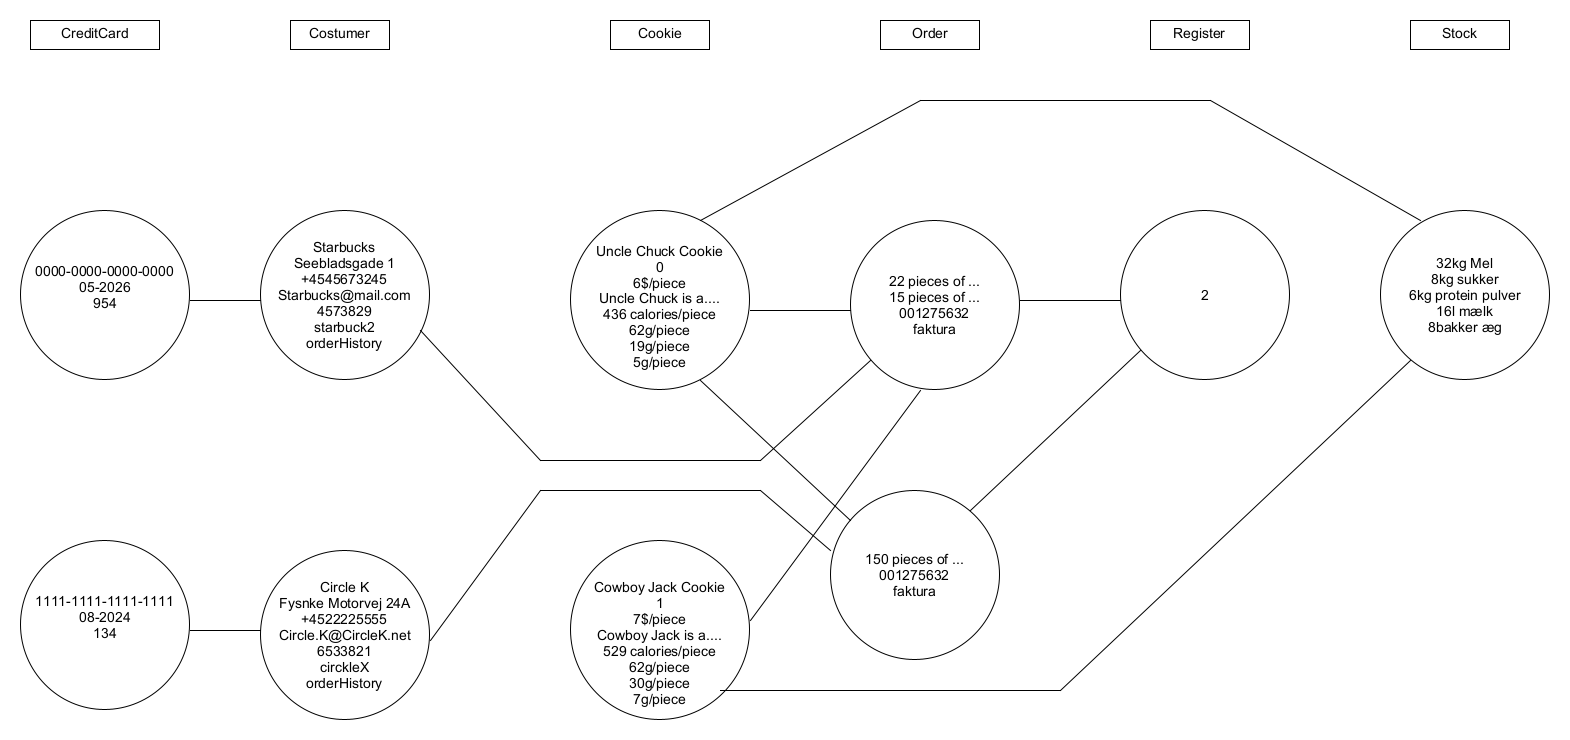 CreditCard
Costumer
Cookie
Order
Register
Stock
0000-0000-0000-0000
05-2026
954
Starbucks
Seebladsgade 1
+4545673245
Starbucks@mail.com
4573829
starbuck2
orderHistory
Uncle Chuck Cookie
0
6$/piece
Uncle Chuck is a....
436 calories/piece
62g/piece
19g/piece
5g/piece
22 pieces of ...
15 pieces of ...
001275632
faktura
2
32kg Mel
8kg sukker
6kg protein pulver
16l mælk
8bakker æg
1111-1111-1111-1111
08-2024
134
Circle K
Fysnke Motorvej 24A
+4522225555
Circle.K@CircleK.net
6533821
circkleX
orderHistory
Cowboy Jack Cookie
1
7$/piece
Cowboy Jack is a....
529 calories/piece
62g/piece
30g/piece
7g/piece
150 pieces of ...
001275632
faktura